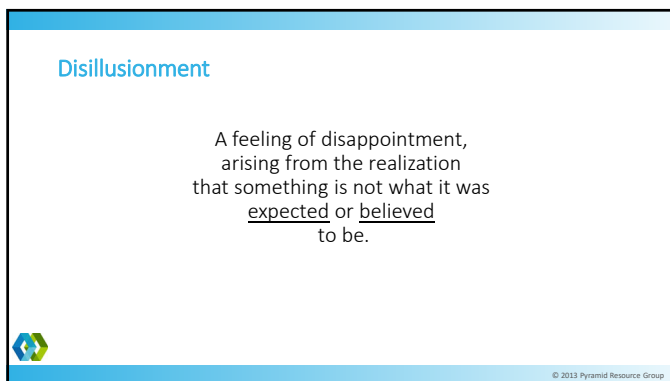 Disillusionment
A feeling of disappointment,
arising from the realization
that something is not what it was
expected or believed
to be.
© 2013 Pyramid Resource Group